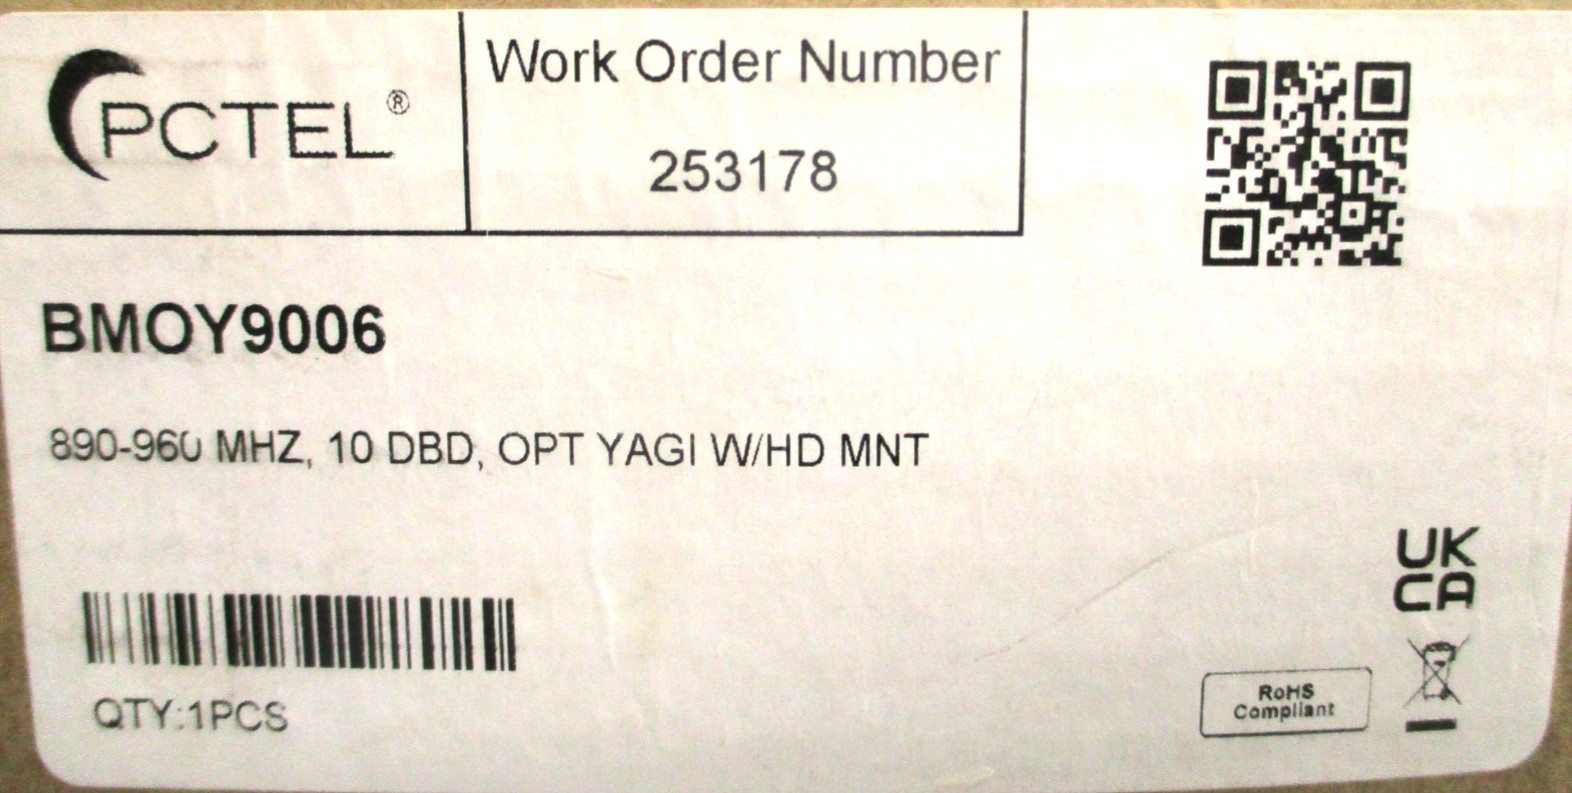 PCTEL®
Work Order Number
253178
BMOY9006
890-960 MHZ, 10 DBD, OPT YAGI W/HD MNT
QTY:1PCS
UK
CA
RoHS
Compliant